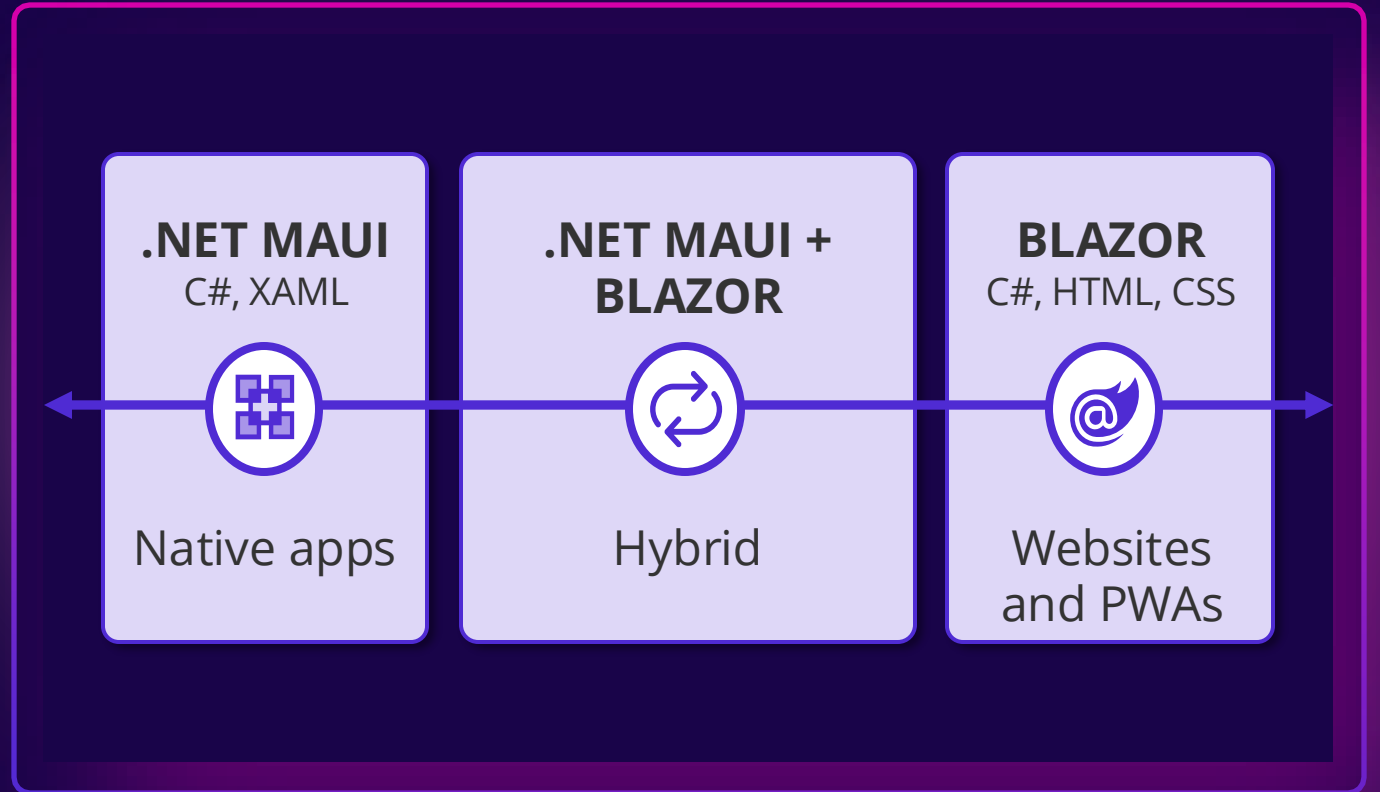 .NET MAUI
C#, XAML
Native apps
.NET MAUI +
BLAZOR
Hybrid
BLAZOR
C#, HTML, CSS
@
Websites
and PWAs